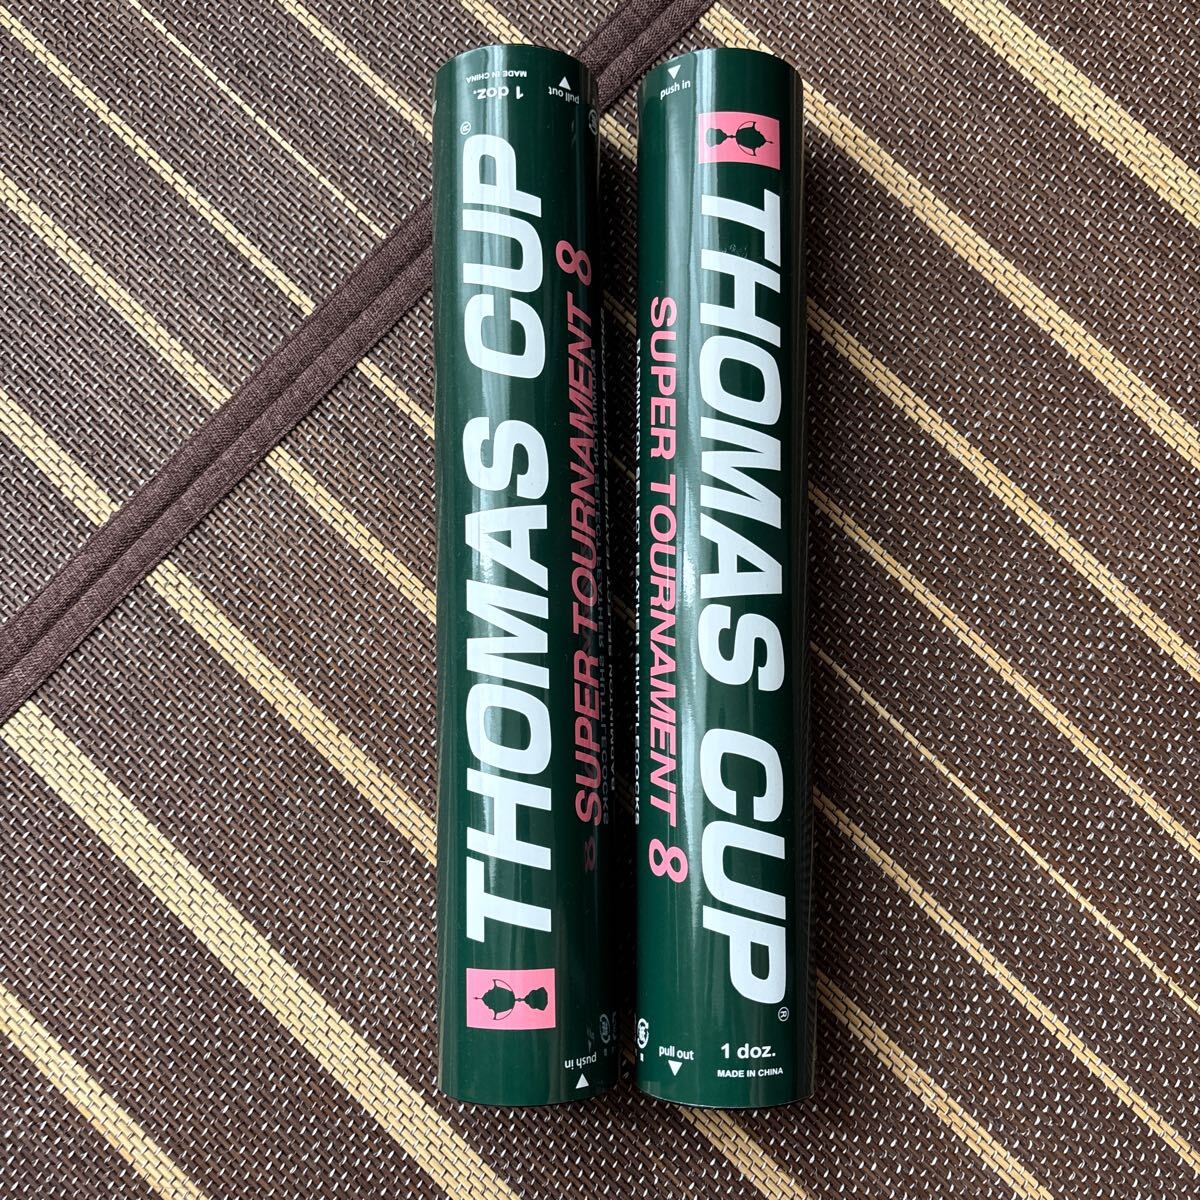 THOMAS CUP®
SUPER TOURNAMENT 8
1 doz.
MADE IN CHINA
pull out
push in
push in
THOMAS CUP®
SUPER TOURNAMENT 8
pull out
1 doz.
MADE IN CHINA